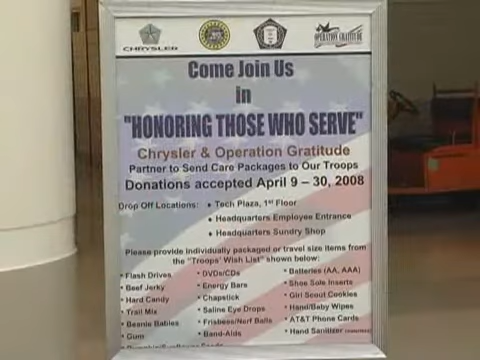 CHRYSLER
OPERATION GRATITUDE
Come Join Us
in
"HONORING THOSE WHO SERVE"
Chrysler & Operation Gratitude
Partner to Send Care Packages to Our Troops
Donations accepted April 9 – 30, 2008
Drop Off Locations: • Tech Plaza, 1st Floor
• Headquarters Employee Entrance
• Headquarters Sundry Shop
Please provide individually packaged or travel size items from
the "Troops' Wish List" shown below:
• Flash Drives • DVDs/CDs • Batteries (AA, AAA)
• Beef Jerky • Energy Bars • Shoe Sole Inserts
• Hard Candy • Chapstick • Girl Scout Cookies
• Trail Mix • Saline Eye Drops • Hand/Baby Wipes
• Beanie Babies • Frisbees/Nerf Balls • AT&T Phone Cards
• Gum • Band-Aids • Hand Sanitizer